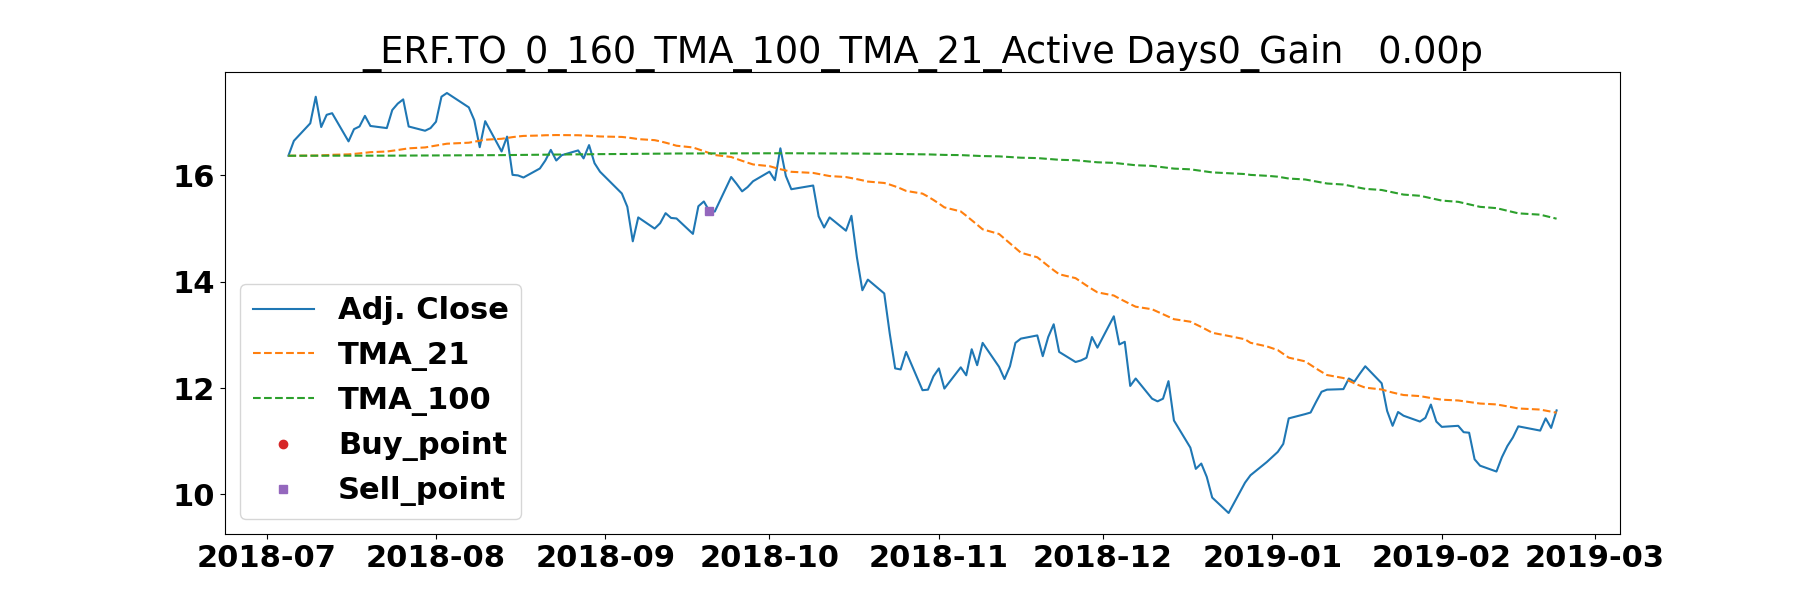 _ERF.TO_0_160_TMA_100_TMA_21_Active Days0_Gain   0.00p
16
14
12
10
Adj. Close
TMA_21
TMA_100
Buy_point
Sell_point
2018-07 2018-08 2018-09 2018-10 2018-11 2018-12 2019-01 2019-02 2019-03